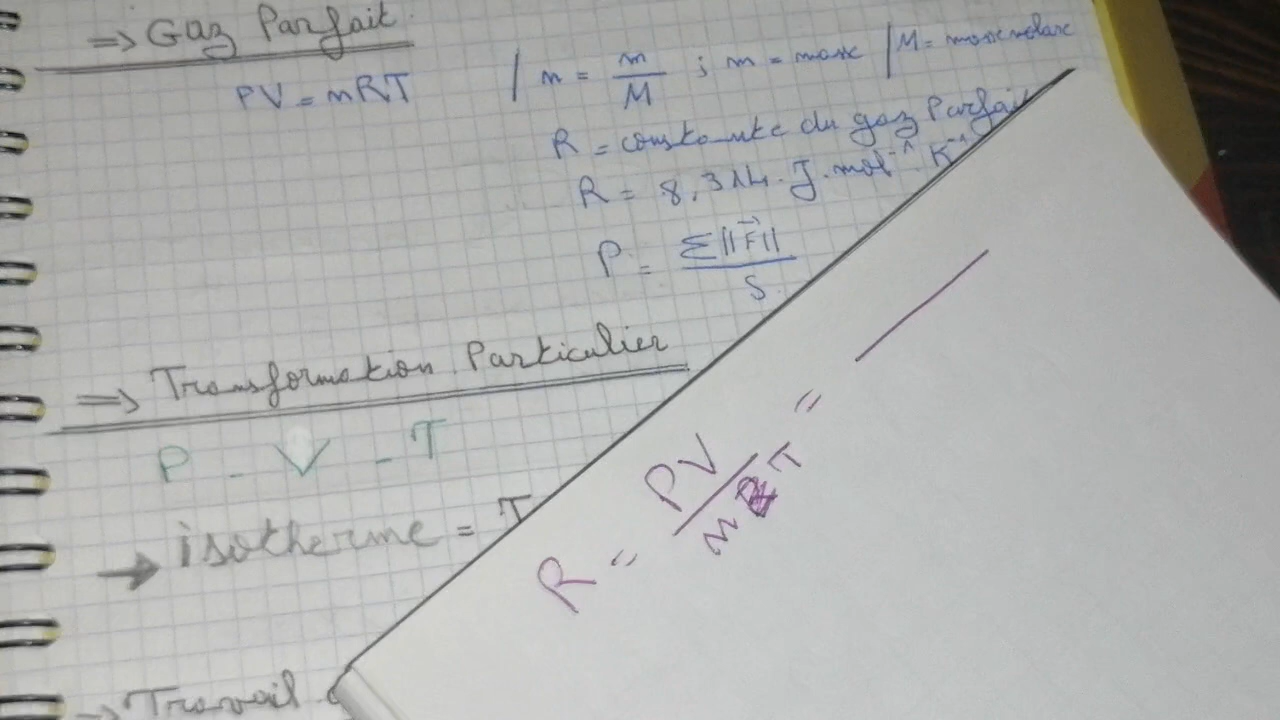 => Gaz Parfait
PV = nRT / n = m/M ; m = masse / M = masse molaire
R = constante du gaz Parfait
R = 8,314. J. mol⁻¹ K⁻¹
P = Σ||F⃗|| / S
=> Transformation Particulier
P - V - T
→ isotherme = T
→ Travail
R = PV / nT =